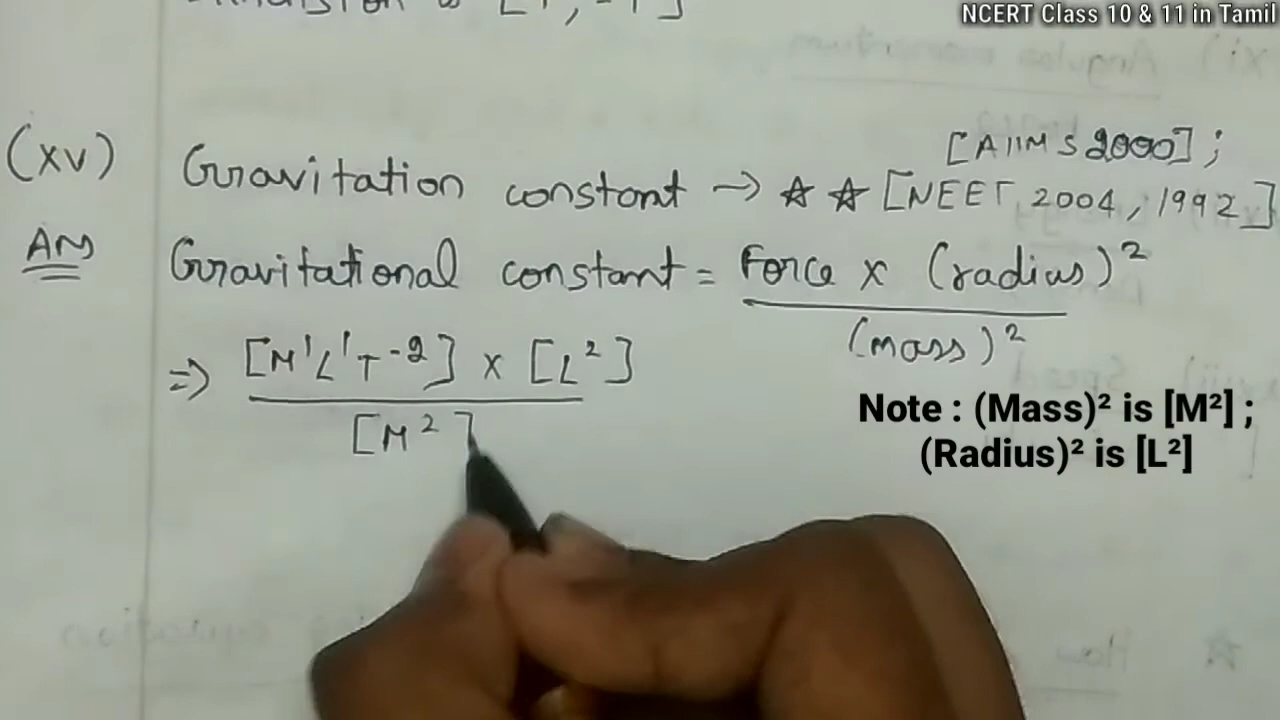 NCERT Class 10 & 11 in Tamil
(xv) Gravitation constant → ☆ ☆ [NEET 2004, 1992]
[AIIMS 2000];
Ans Gravitational constant = Force × (radius)²
(mass)²
⇒ [M¹L¹T⁻²] × [L²]
[M²]
Note : (Mass)² is [M²] ;
(Radius)² is [L²]